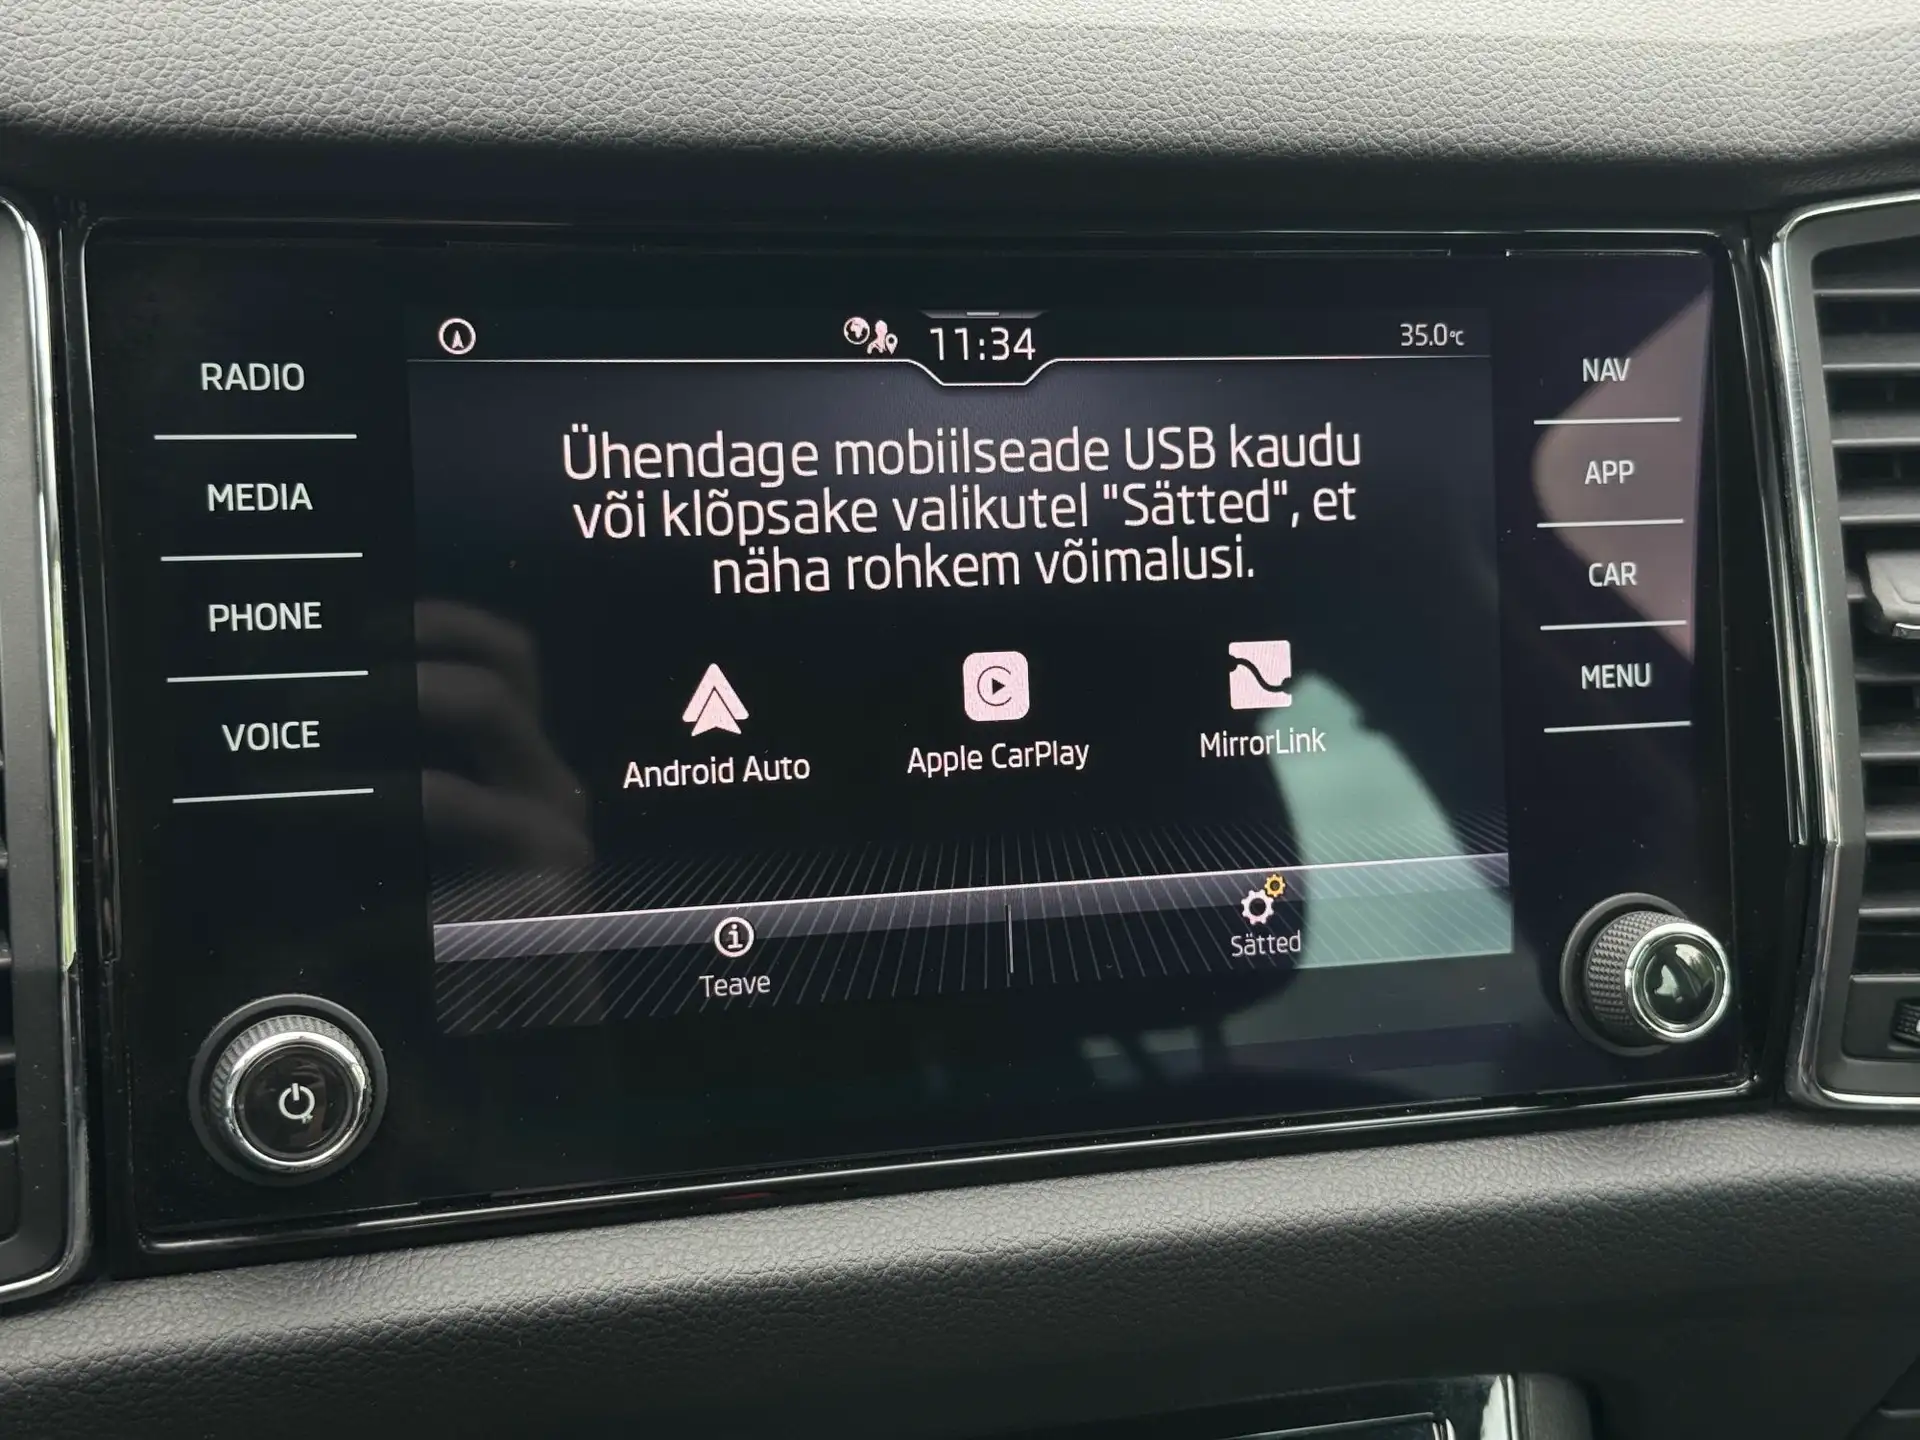 11:34
35.0°C
RADIO
MEDIA
PHONE
VOICE
Ühendage mobiilseade USB kaudu
või klõpsake valikutel "Sätted", et
näha rohkem võimalusi.
Android Auto
Apple CarPlay
MirrorLink
Teave
Sätted
NAV
APP
CAR
MENU